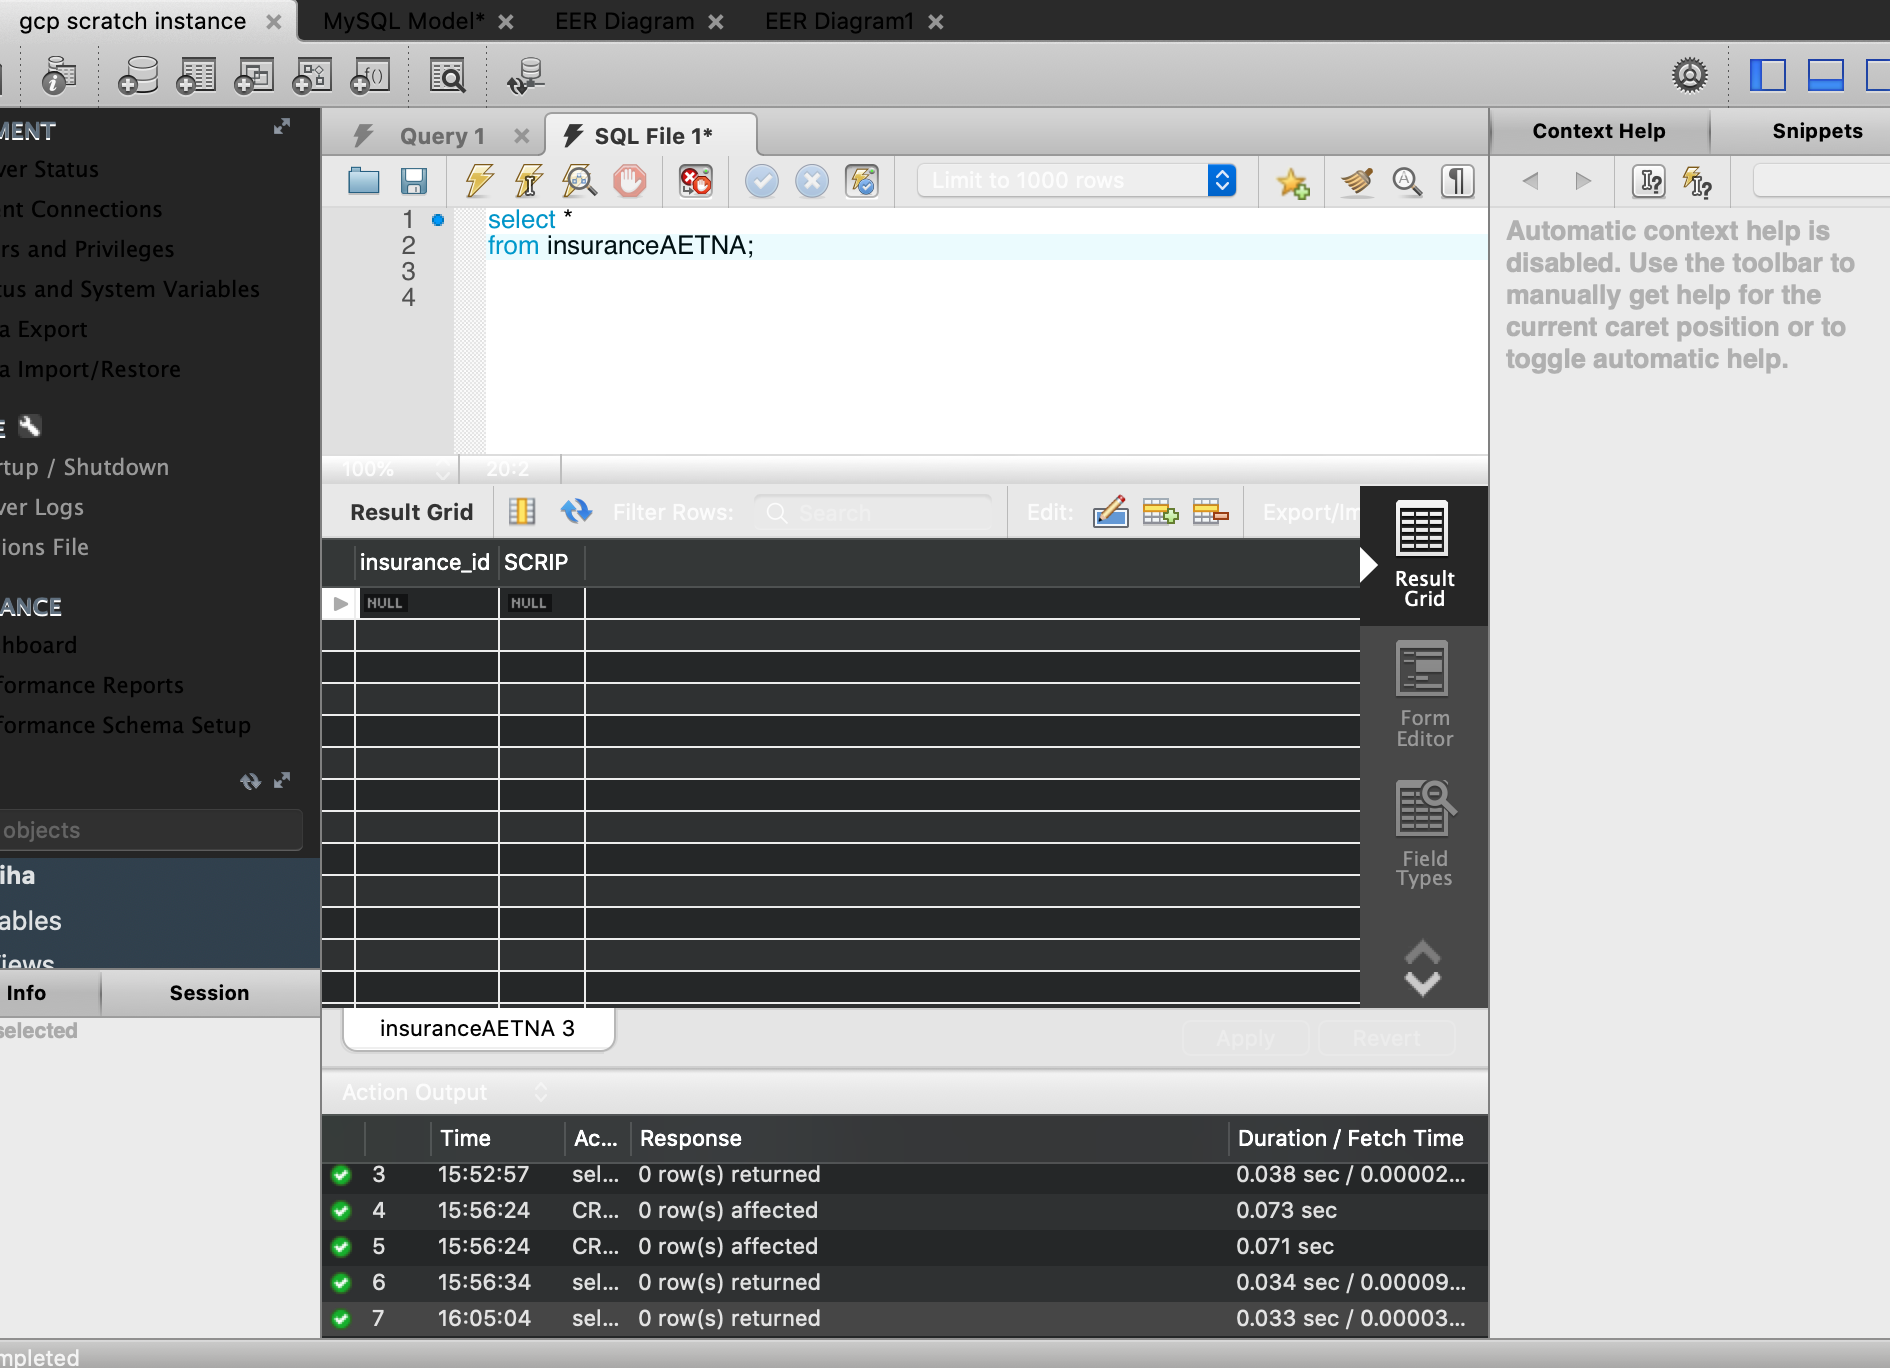 gcp scratch instance
MySQL Model*
EER Diagram
EER Diagram1
MENT
ver Status
nt Connections
rs and Privileges
tus and System Variables
a Export
a Import/Restore
E
rtup / Shutdown
ver Logs
ions File
ANCE
hboard
formance Reports
formance Schema Setup
objects
iha
ables
iews
Info
Session
selected
mpleted
Query 1
SQL File 1*
Limit to 1000 rows
1 select *
2 from insuranceAETNA;
3
4
100%
20:2
Result Grid
Filter Rows:
Search
Edit:
Export/Im
insurance_id SCRIP
NULL NULL
Result
Grid
Form
Editor
Field
Types
insuranceAETNA 3
Apply
Revert
Action Output
Time Ac... Response Duration / Fetch Time
3 15:52:57 sel... 0 row(s) returned 0.038 sec / 0.00002...
4 15:56:24 CR... 0 row(s) affected 0.073 sec
5 15:56:24 CR... 0 row(s) affected 0.071 sec
6 15:56:34 sel... 0 row(s) returned 0.034 sec / 0.00009...
7 16:05:04 sel... 0 row(s) returned 0.033 sec / 0.00003...
Context Help
Snippets
Automatic context help is
disabled. Use the toolbar to
manually get help for the
current caret position or to
toggle automatic help.